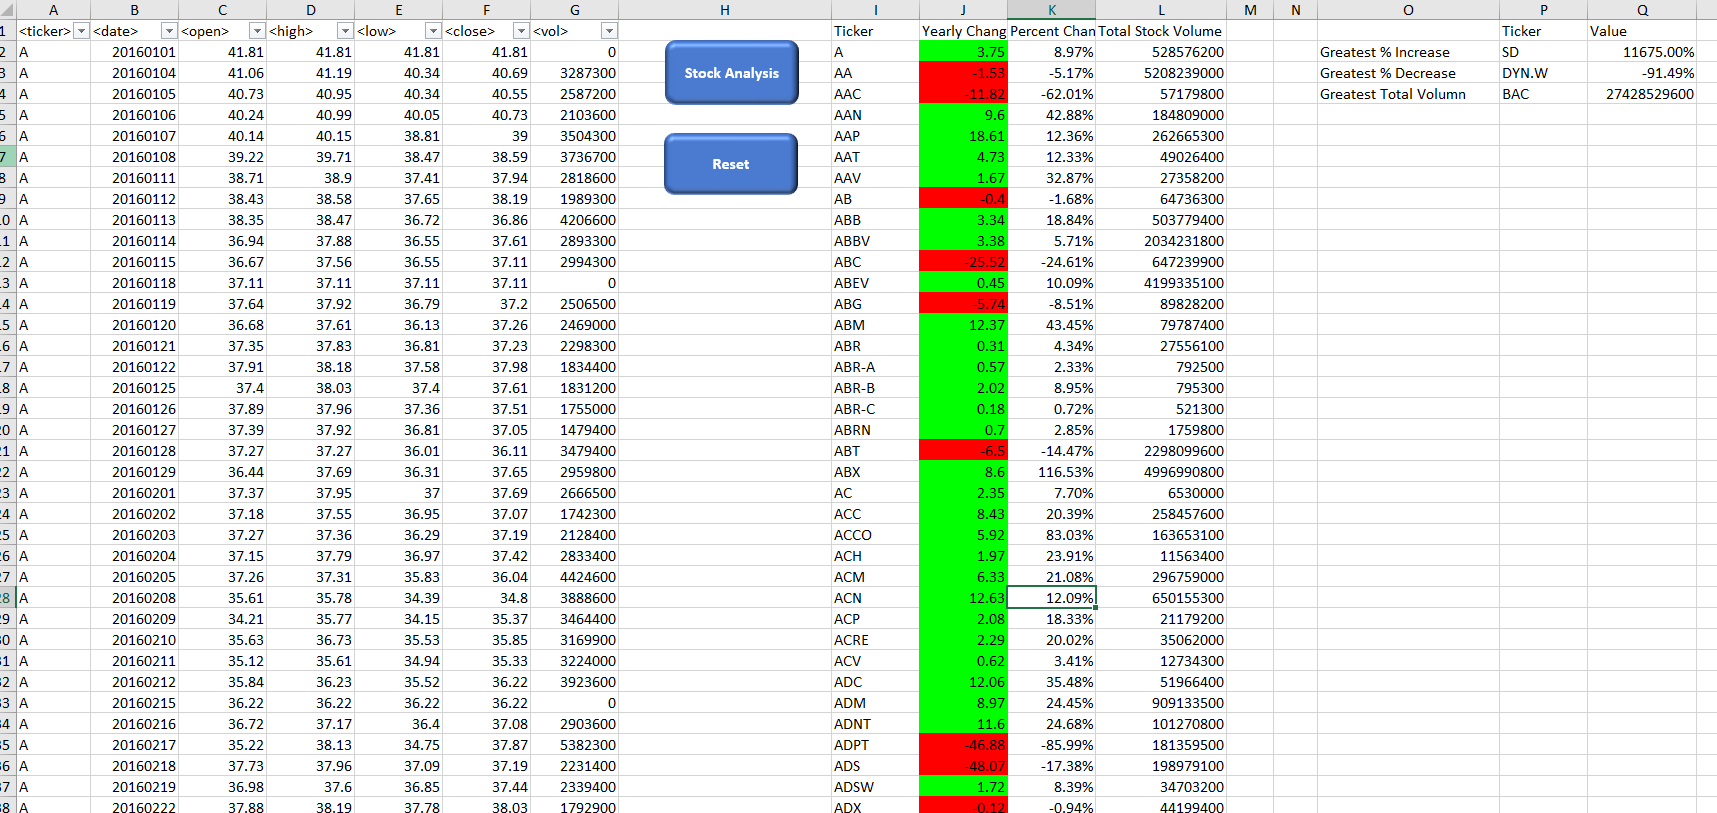 A B C D E F G H I J K L M N O P Q
1 <ticker> <date> <open> <high> <low> <close> <vol> Ticker Yearly Chang Percent Chan Total Stock Volume Ticker Value
2 A 20160101 41.81 41.81 41.81 41.81 0 A 3.75 8.97% 528576200 Greatest % Increase SD 11675.00%
3 A 20160104 41.06 41.19 40.34 40.69 3287300 Stock Analysis AA -1.53 -5.17% 5208239000 Greatest % Decrease DYN.W -91.49%
4 A 20160105 40.73 40.95 40.34 40.55 2587200 AAC -11.82 -62.01% 57179800 Greatest Total Volumn BAC 27428529600
5 A 20160106 40.24 40.99 40.05 40.73 2103600 AAN 9.6 42.88% 184809000
6 A 20160107 40.14 40.15 38.81 39 3504300 AAP 18.61 12.36% 262665300
7 A 20160108 39.22 39.71 38.47 38.59 3736700 Reset AAT 4.73 12.33% 49026400
8 A 20160111 38.71 38.9 37.41 37.94 2818600 AAV 1.67 32.87% 27358200
9 A 20160112 38.43 38.58 37.65 38.19 1989300 AB -0.4 -1.68% 64736300
.0 A 20160113 38.35 38.47 36.72 36.86 4206600 ABB 3.34 18.84% 503779400
.1 A 20160114 36.94 37.88 36.55 37.61 2893300 ABBV 3.38 5.71% 2034231800
.2 A 20160115 36.67 37.56 36.55 37.11 2994300 ABC -25.52 -24.61% 647239900
.3 A 20160118 37.11 37.11 37.11 37.11 0 ABEV 0.45 10.09% 4199335100
.4 A 20160119 37.64 37.92 36.79 37.2 2506500 ABG -5.74 -8.51% 89828200
.5 A 20160120 36.68 37.61 36.13 37.26 2469000 ABM 12.37 43.45% 79787400
.6 A 20160121 37.35 37.83 36.81 37.23 2298300 ABR 0.31 4.34% 27556100
.7 A 20160122 37.91 38.18 37.58 37.98 1834400 ABR-A 0.57 2.33% 792500
.8 A 20160125 37.4 38.03 37.4 37.61 1831200 ABR-B 2.02 8.95% 795300
.9 A 20160126 37.89 37.96 37.36 37.51 1755000 ABR-C 0.18 0.72% 521300
20 A 20160127 37.39 37.92 36.81 37.05 1479400 ABRN 0.7 2.85% 1759800
21 A 20160128 37.27 37.27 36.01 36.11 3479400 ABT -6.5 -14.47% 2298099600
22 A 20160129 36.44 37.69 36.31 37.65 2959800 ABX 8.6 116.53% 4996990800
23 A 20160201 37.37 37.95 37 37.69 2666500 AC 2.35 7.70% 6530000
24 A 20160202 37.18 37.55 36.95 37.07 1742300 ACC 8.43 20.39% 258457600
25 A 20160203 37.27 37.36 36.29 37.19 2128400 ACCO 5.92 83.03% 163653100
26 A 20160204 37.15 37.79 36.97 37.42 2833400 ACH 1.97 23.91% 11563400
27 A 20160205 37.26 37.31 35.83 36.04 4424600 ACM 6.33 21.08% 296759000
28 A 20160208 35.61 35.78 34.39 34.8 3888600 ACN 12.63 12.09% 650155300
29 A 20160209 34.21 35.77 34.15 35.37 3464400 ACP 2.08 18.33% 21179200
30 A 20160210 35.63 36.73 35.53 35.85 3169900 ACRE 2.29 20.02% 35062000
31 A 20160211 35.12 35.61 34.94 35.33 3224000 ACV 0.62 3.41% 12734300
32 A 20160212 35.84 36.23 35.52 36.22 3923600 ADC 12.06 35.48% 51966400
33 A 20160215 36.22 36.22 36.22 36.22 0 ADM 8.97 24.45% 909133500
34 A 20160216 36.72 37.17 36.4 37.08 2903600 ADNT 11.6 24.68% 101270800
35 A 20160217 35.22 38.13 34.75 37.87 5382300 ADPT -46.88 -85.99% 181359500
36 A 20160218 37.73 37.96 37.09 37.19 2231400 ADS -48.07 -17.38% 198979100
37 A 20160219 36.98 37.6 36.85 37.44 2339400 ADSW 1.72 8.39% 34703200
38 A 20160222 37.88 38.19 37.78 38.03 1792900 ADX -0.12 -0.94% 44199400